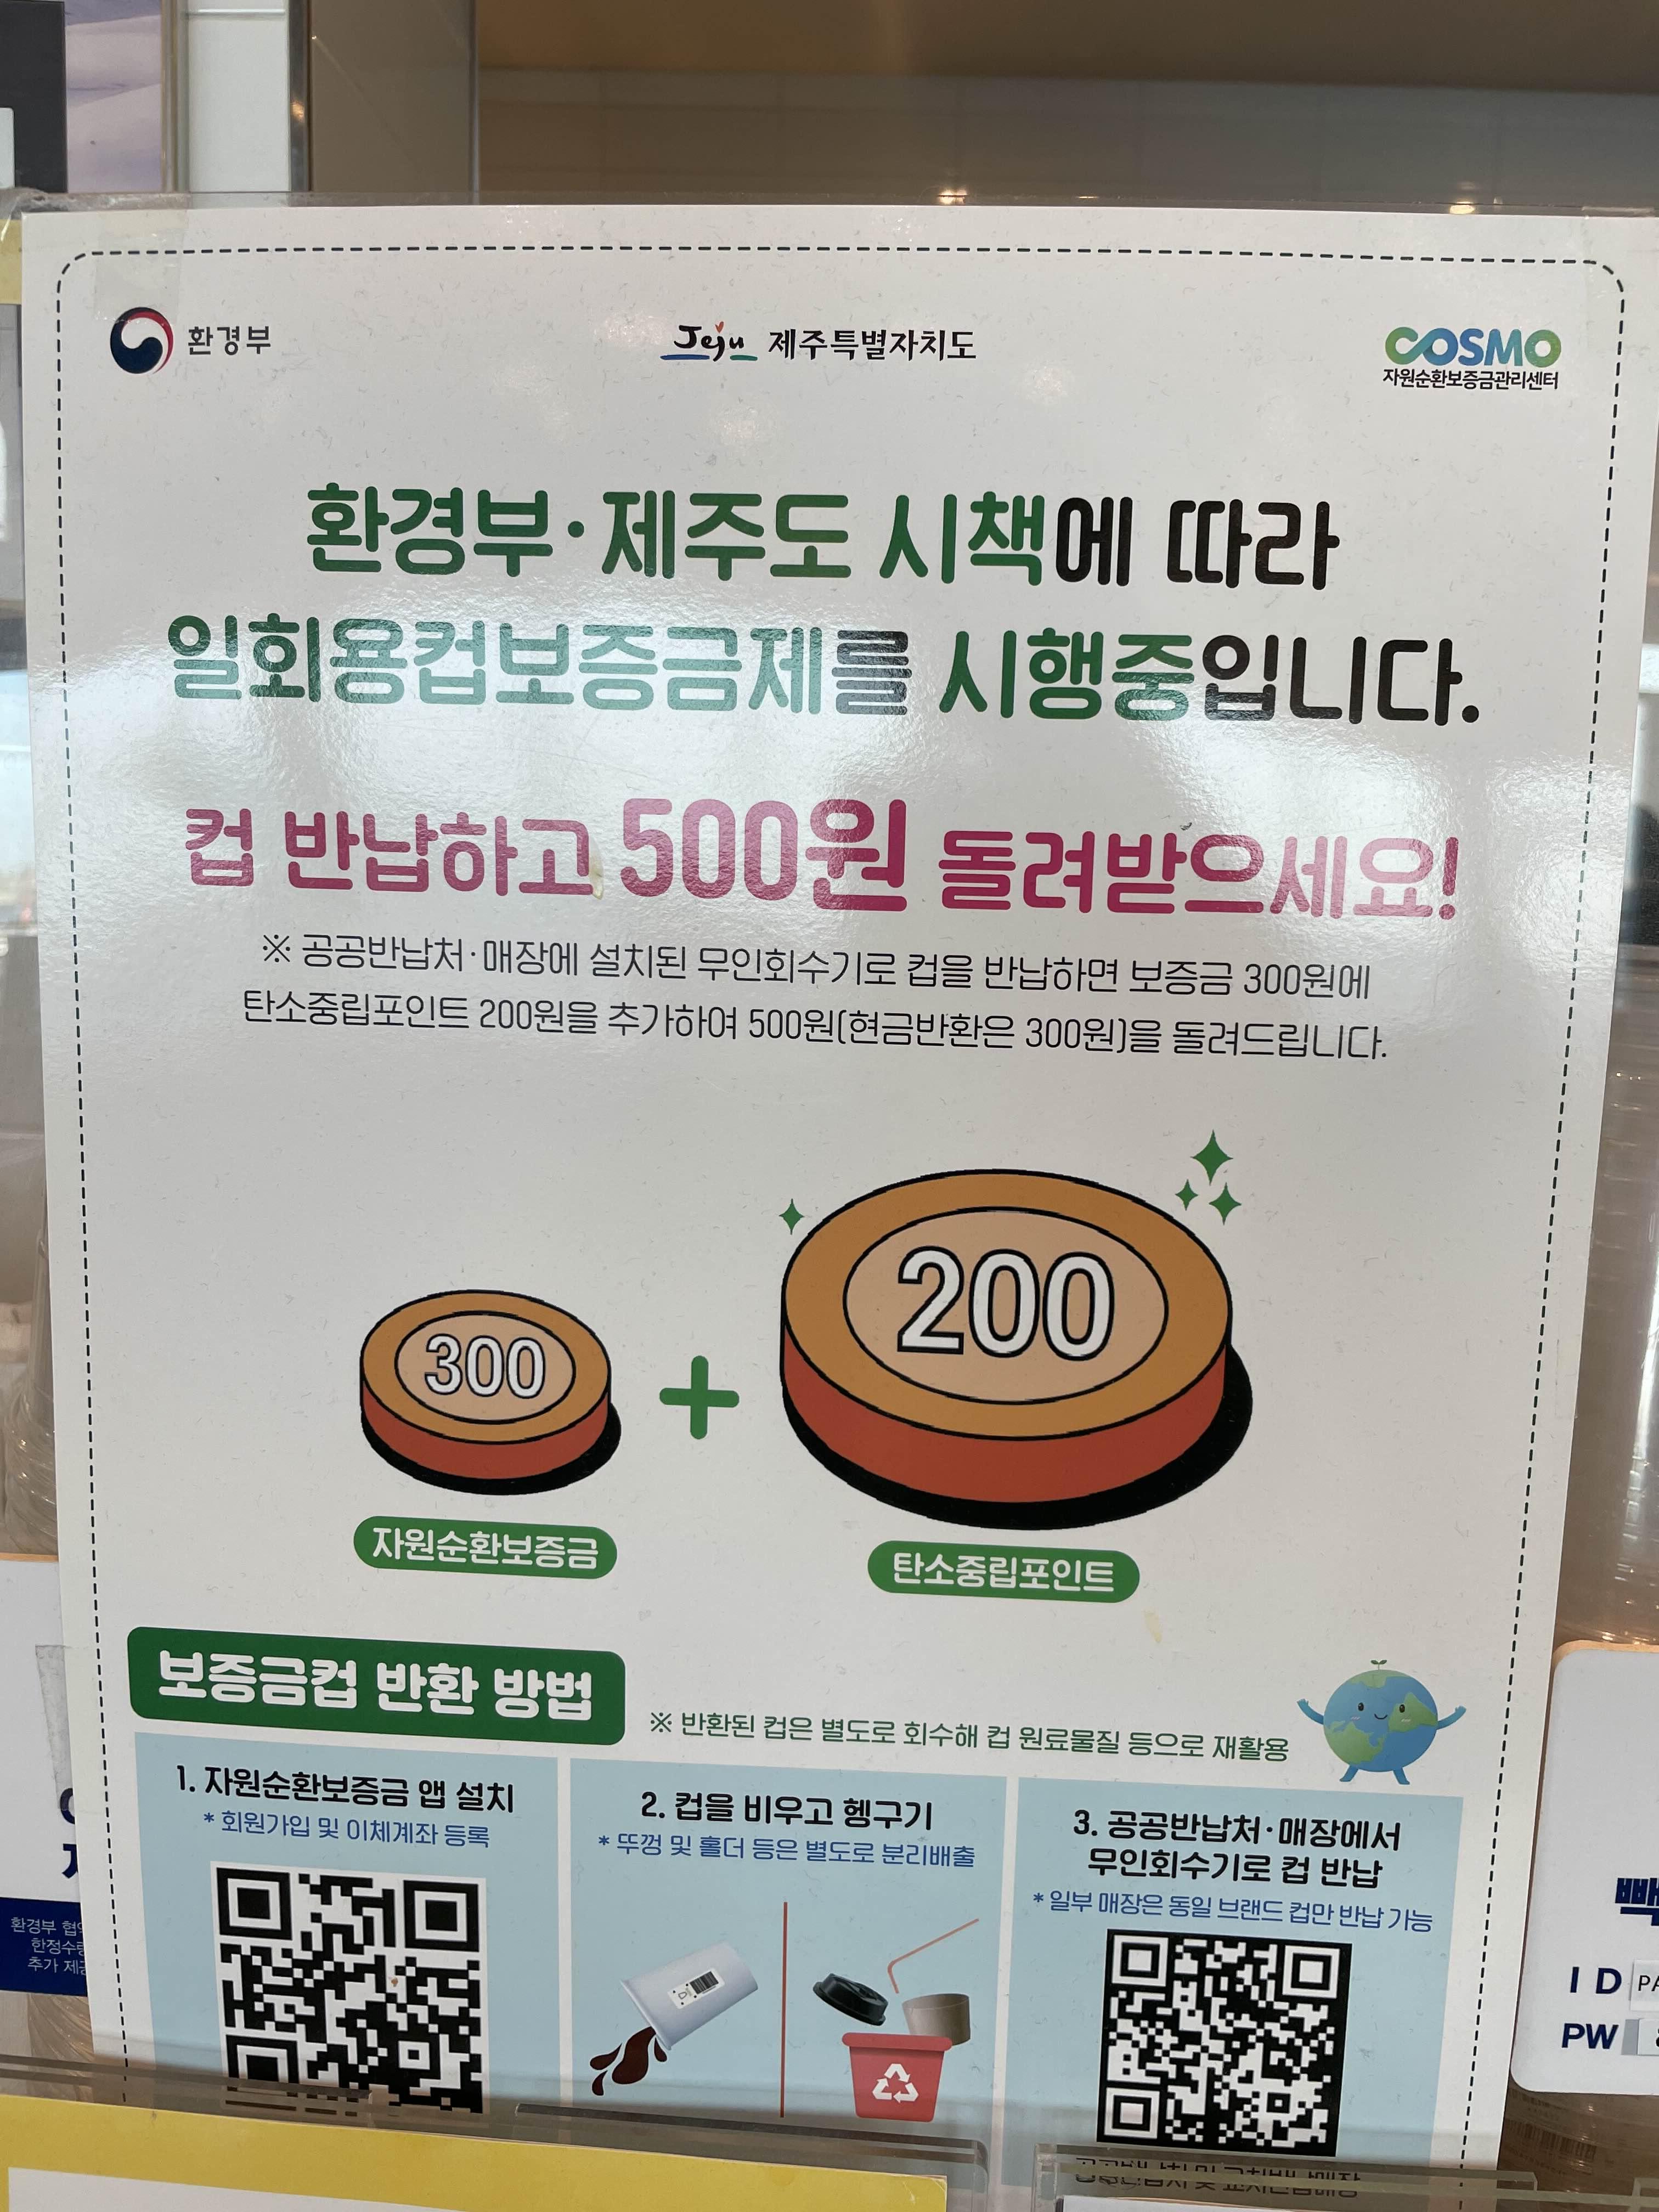 환경부
Jeju 제주특별자치도
COSMO
자원순환보증금관리센터
환경부·제주도 시책에 따라
일회용컵보증금제를 시행중입니다.
컵 반납하고 500원 돌려받으세요!
※ 공공반납처·매장에 설치된 무인회수기로 컵을 반납하면 보증금 300원에
탄소중립포인트 200원을 추가하여 500원(현금반환은 300원)을 돌려드립니다.
300
+
200
자원순환보증금
탄소중립포인트
보증금컵 반환 방법
※ 반환된 컵은 별도로 회수해 컵 원료물질 등으로 재활용
1. 자원순환보증금 앱 설치
* 회원가입 및 이체계좌 등록
2. 컵을 비우고 헹구기
* 뚜껑 및 홀더 등은 별도로 분리배출
3. 공공반납처·매장에서
무인회수기로 컵 반납
* 일부 매장은 동일 브랜드 컵만 반납 가능
환경부
한정수량
추가
I D PA
PW